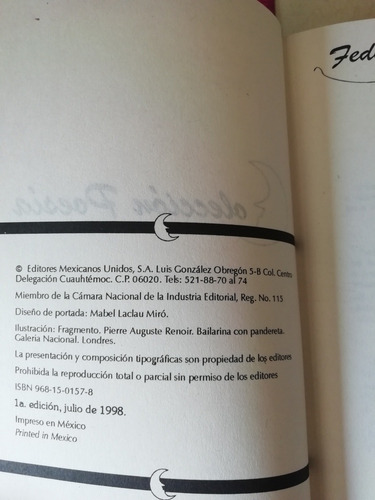 Fed
olección Poesía
© Editores Mexicanos Unidos, S.A. Luis González Obregón 5-B Col. Centro
Delegación Cuauhtémoc. C.P. 06020. Tels: 521-88-70 al 74
Miembro de la Cámara Nacional de la Industria Editorial, Reg. No. 115
Diseño de portada: Mabel Laclau Miró.
Ilustración: Fragmento. Pierre Auguste Renoir. Bailarina con pandereta.
Galería Nacional. Londres.
La presentación y composición tipográficas son propiedad de los editores
Prohibida la reproducción total o parcial sin permiso de los editores
ISBN 968-15-0157-8
1a. edición, julio de 1998.
Impreso en México
Printed in Mexico